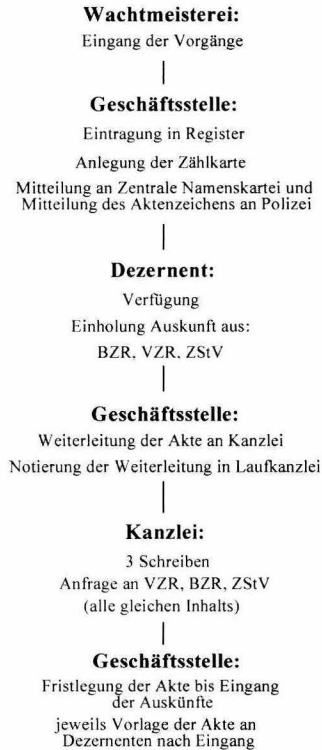 Wachtmeisterei:
Eingang der Vorgänge
Geschäftsstelle:
Eintragung in Register
Anlegung der Zählkarte
Mitteilung an Zentrale Namenskartei und
Mitteilung des Aktenzeichens an Polizei
Dezernent:
Verfügung
Einholung Auskunft aus:
BZR, VZR, ZStV
Geschäftsstelle:
Weiterleitung der Akte an Kanzlei
Notierung der Weiterleitung in Laufkanzlei
Kanzlei:
3 Schreiben
Anfrage an VZR, BZR, ZStV
(alle gleichen Inhalts)
Geschäftsstelle:
Fristlegung der Akte bis Eingang
der Auskünfte
jeweils Vorlage der Akte an
Dezernenten nach Eingang